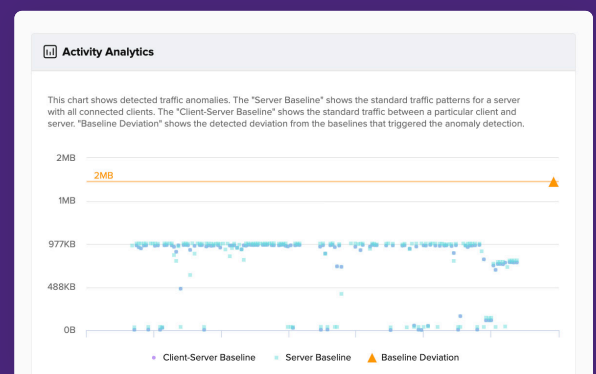 Activity Analytics
This chart shows detected traffic anomalies. The "Server Baseline" shows the standard traffic patterns for a server
with all connected clients. The "Client-Server Baseline" shows the standard traffic between a particular client and
server. "Baseline Deviation" shows the detected deviation from the baselines that triggered the anomaly detection.
2MB
2MB
1MB
977KB
488KB
0B
Client-Server Baseline
Server Baseline
Baseline Deviation